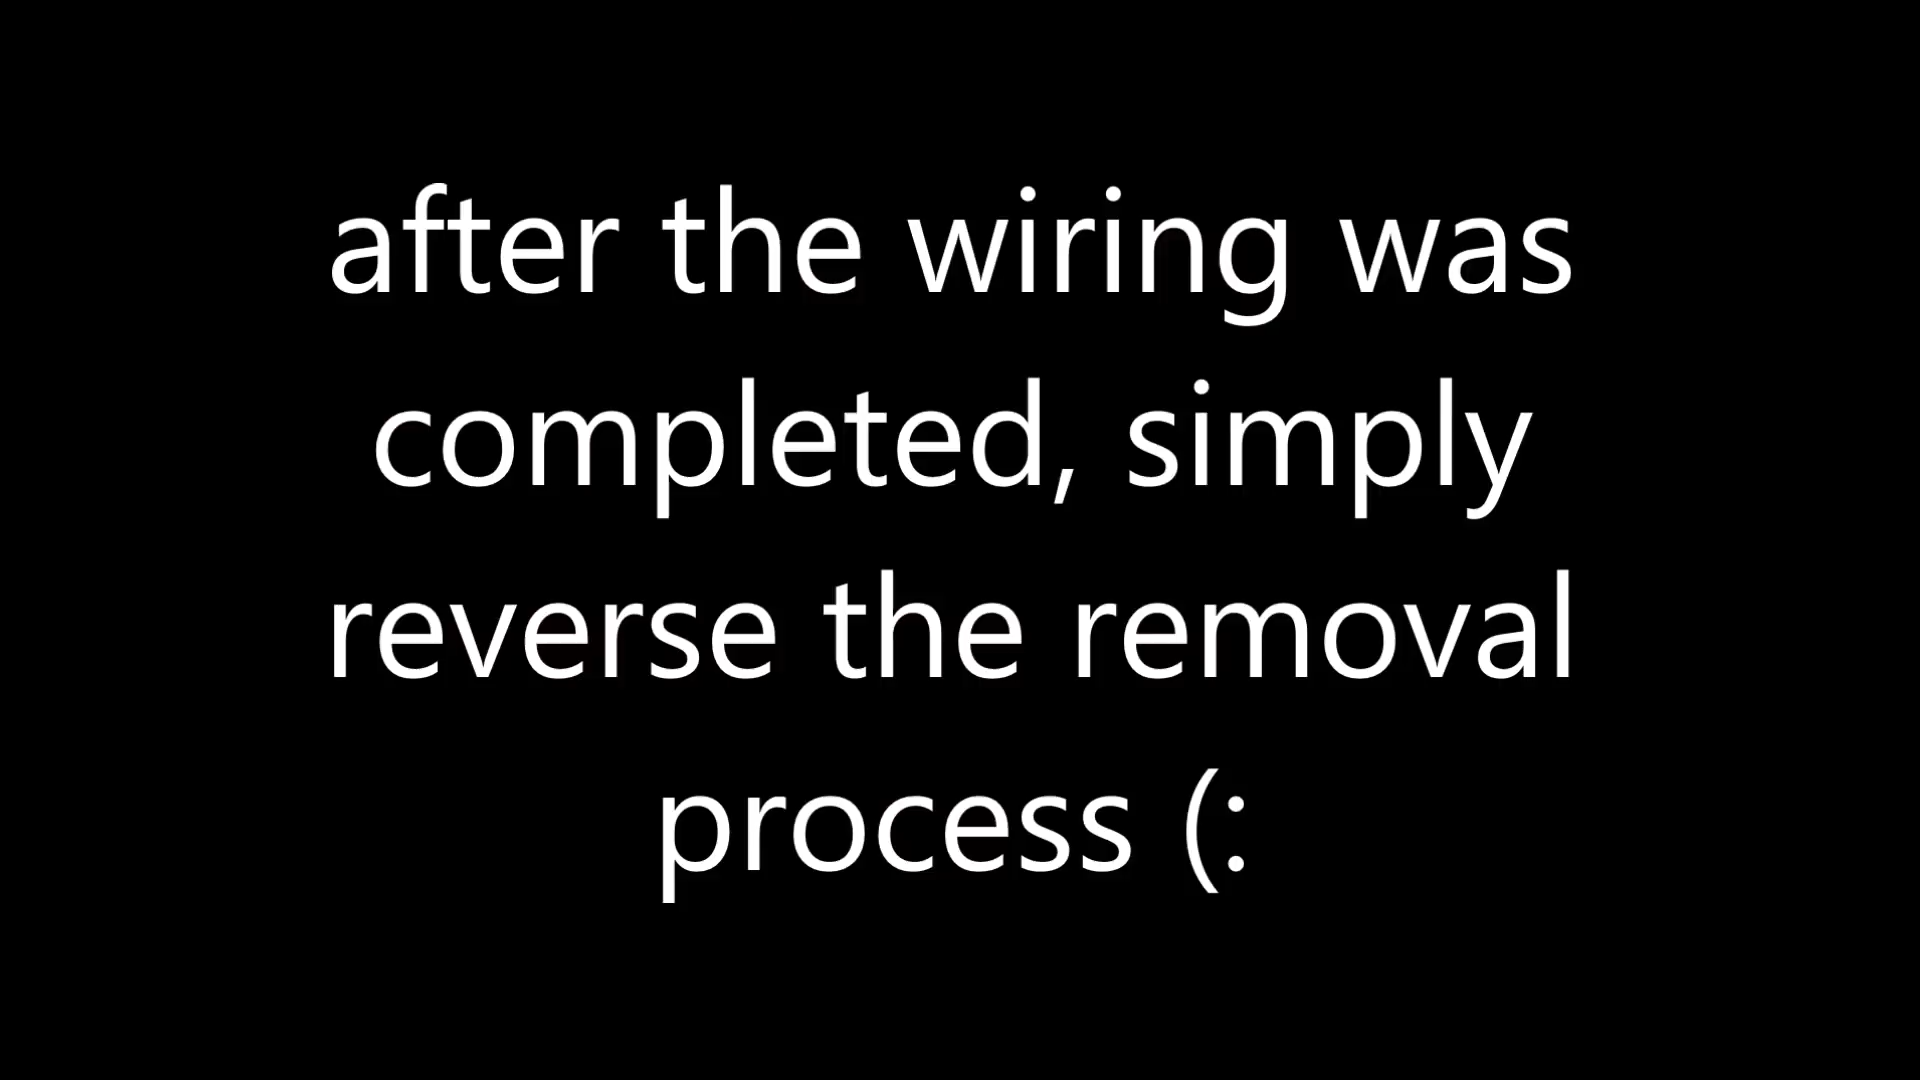 after the wiring was
completed, simply
reverse the removal
process (: